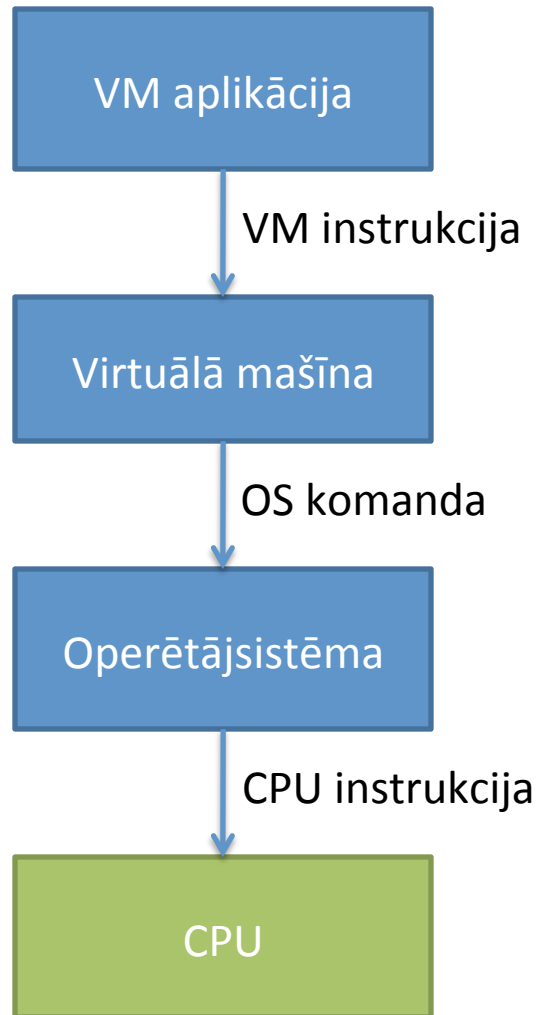 VM aplikācija
VM instrukcija
Virtuālā mašīna
OS komanda
Operētājsistēma
CPU instrukcija
CPU